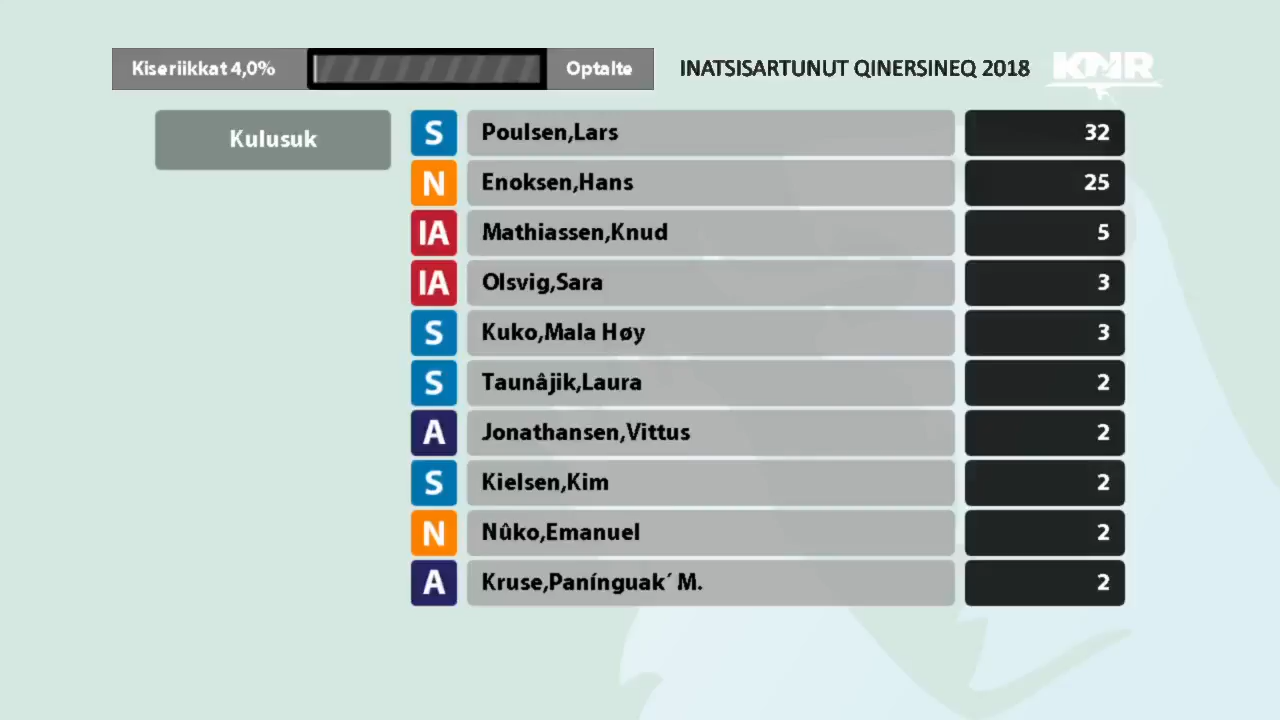 Kiseriikkat 4,0% Optalte INATSISARTUNUT QINERSINEQ 2018 KNR
Kulusuk
S Poulsen,Lars 32
N Enoksen,Hans 25
IA Mathiassen,Knud 5
IA Olsvig,Sara 3
S Kuko,Mala Høy 3
S Taunâjik,Laura 2
A Jonathansen,Vittus 2
S Kielsen,Kim 2
N Nûko,Emanuel 2
A Kruse,Panínguak´ M. 2